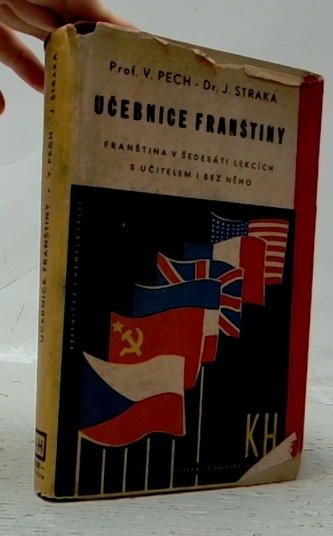 Prof. V. PECH - Dr. J. STRAKA
UČEBNICE FRANŠTINY
FRANŠTINA V ŠEDESÁTI LEKCÍCH
S UČITELEM I BEZ NĚHO
KH
UČEBNICE FRANŠTINY • V. PECH - J. STRAKA